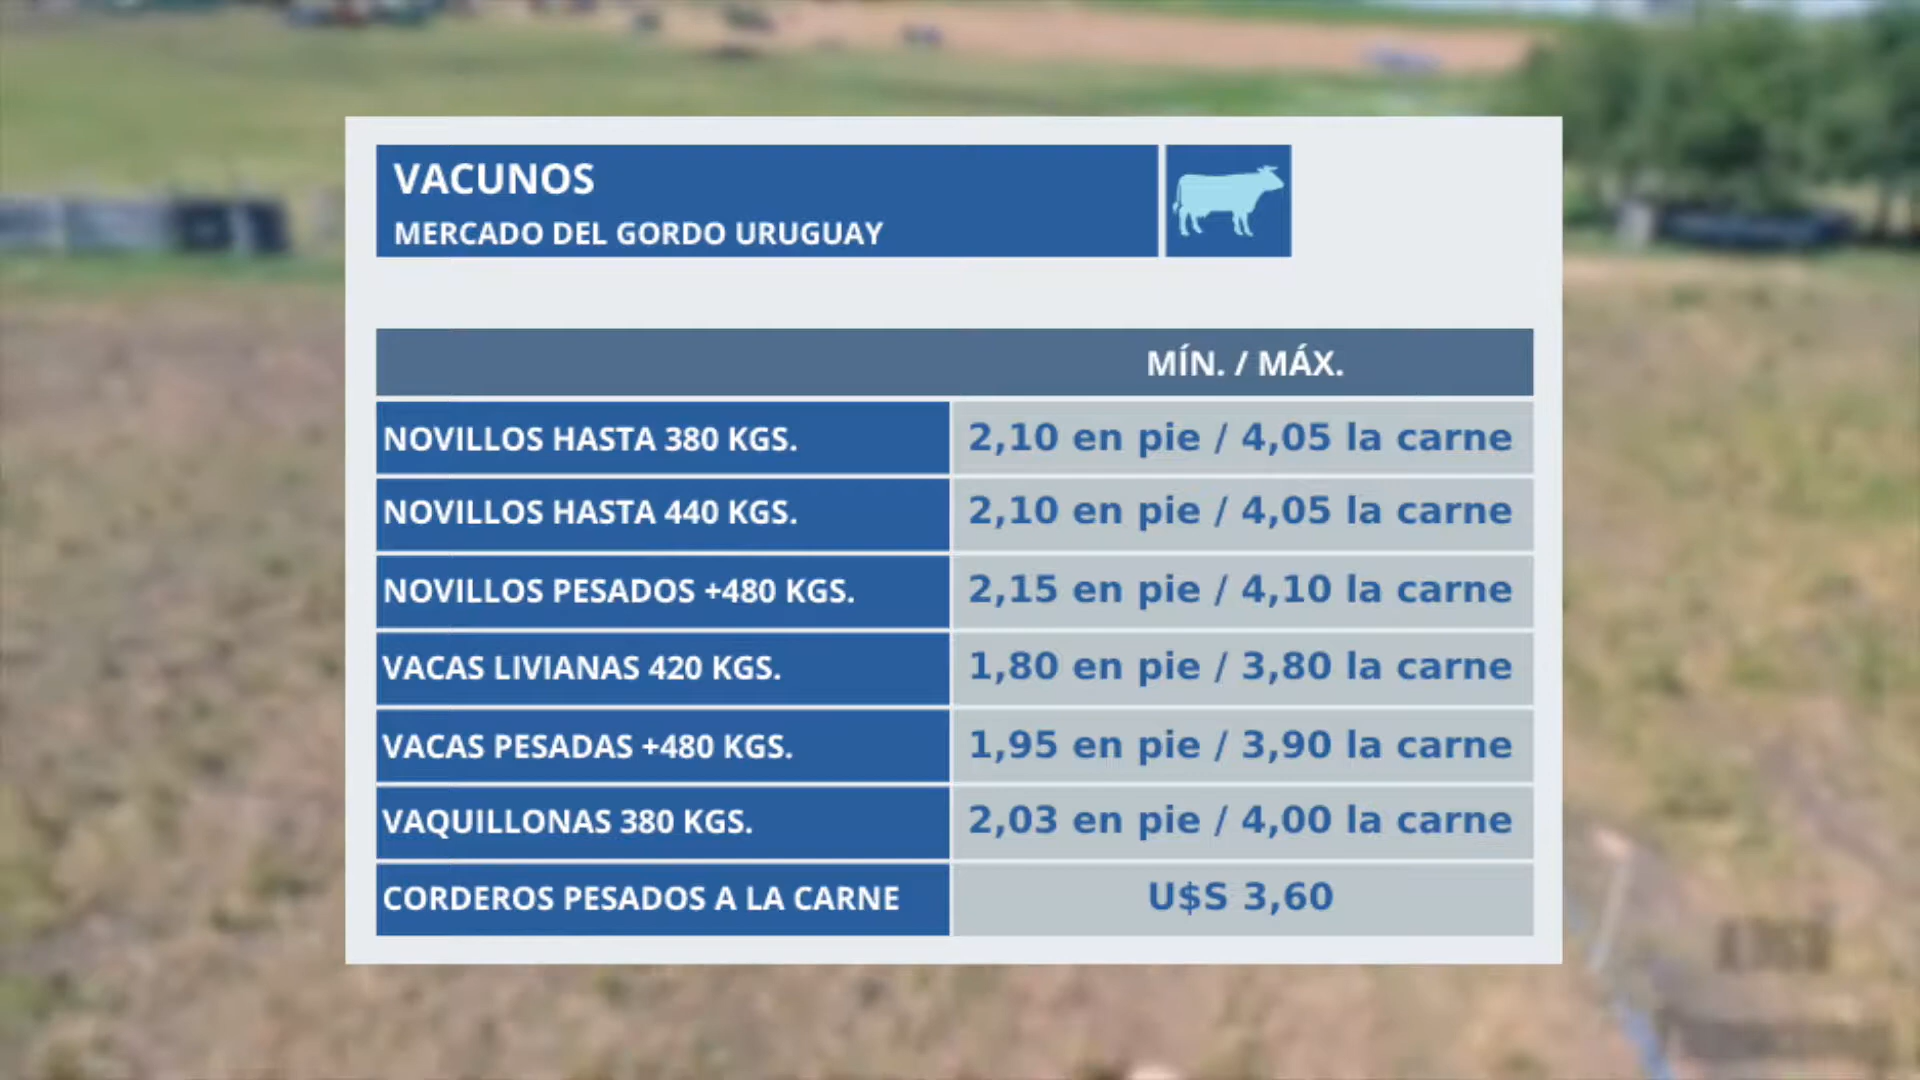 VACUNOS
MERCADO DEL GORDO URUGUAY
MÍN. / MÁX.
NOVILLOS HASTA 380 KGS. 2,10 en pie / 4,05 la carne
NOVILLOS HASTA 440 KGS. 2,10 en pie / 4,05 la carne
NOVILLOS PESADOS +480 KGS. 2,15 en pie / 4,10 la carne
VACAS LIVIANAS 420 KGS. 1,80 en pie / 3,80 la carne
VACAS PESADAS +480 KGS. 1,95 en pie / 3,90 la carne
VAQUILLONAS 380 KGS. 2,03 en pie / 4,00 la carne
CORDEROS PESADOS A LA CARNE U$S 3,60